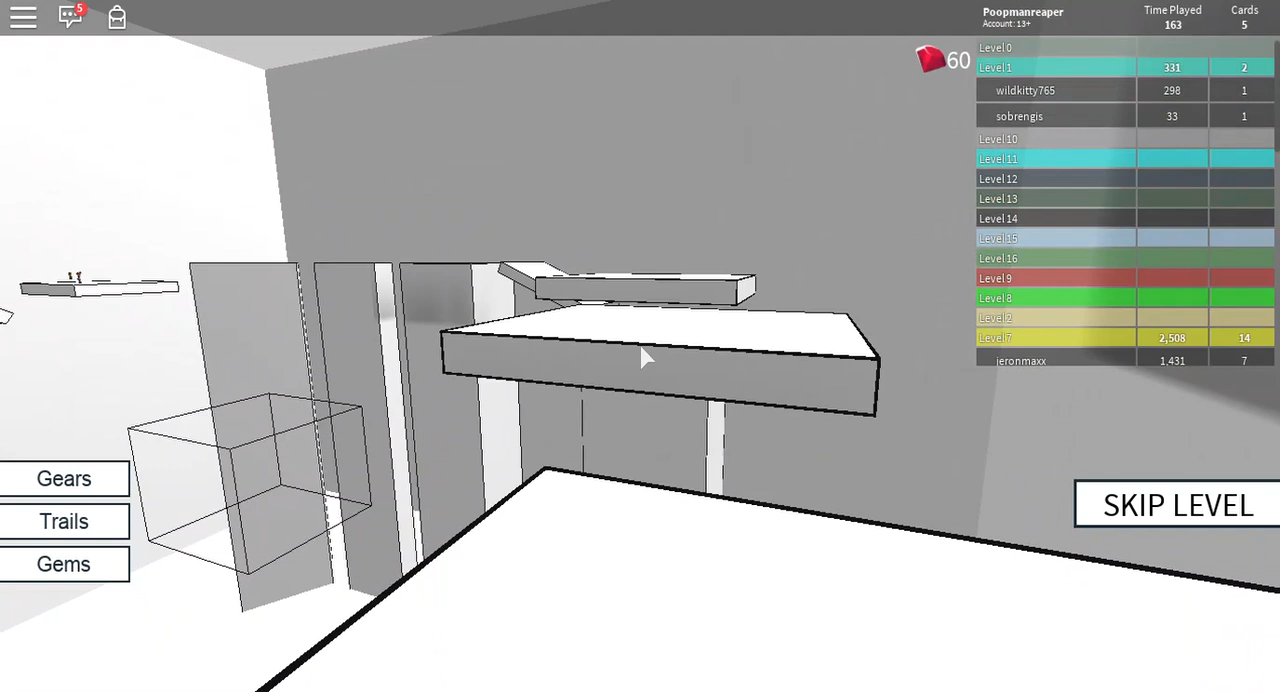 5
Poopmanreaper
Account: 13+
Time Played
163
Cards
5
60
Level 0
Level 1 331 2
wildkitty765 298 1
sobrengis 33 1
Level 10
Level 11
Level 12
Level 13
Level 14
Level 15
Level 16
Level 9
Level 8
Level 2
Level 7 2,508 14
jeronmaxx 1,431 7
Gears
Trails
Gems
SKIP LEVEL